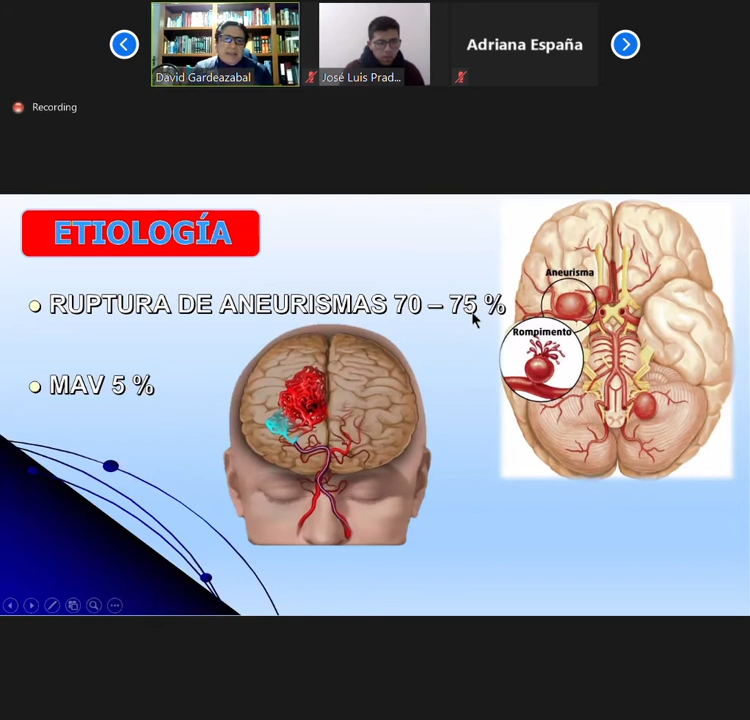 David Gardeazabal
José Luis Prad...
Adriana España
Recording
ETIOLOGÍA
RUPTURA DE ANEURISMAS 70 – 75 %
MAV 5 %
Aneurisma
Rompimento